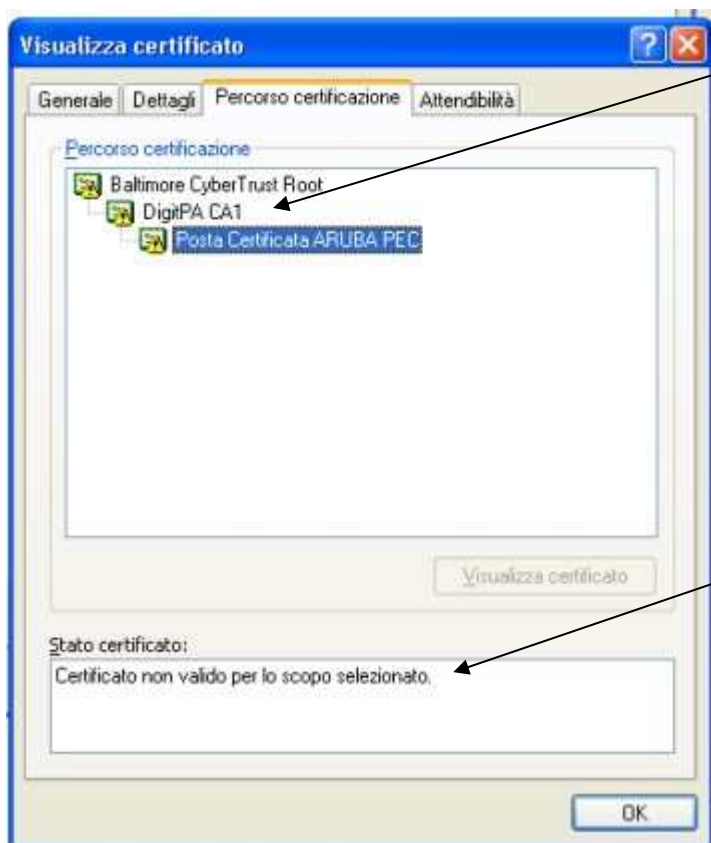 Visualizza certificato
Generale Dettagli Percorso certificazione Attendibilità
Percorso certificazione
Baltimore CyberTrust Root
DigitPA CA1
Posta Certificata ARUBA PEC
Visualizza certificato
Stato certificato:
Certificato non valido per lo scopo selezionato.
OK